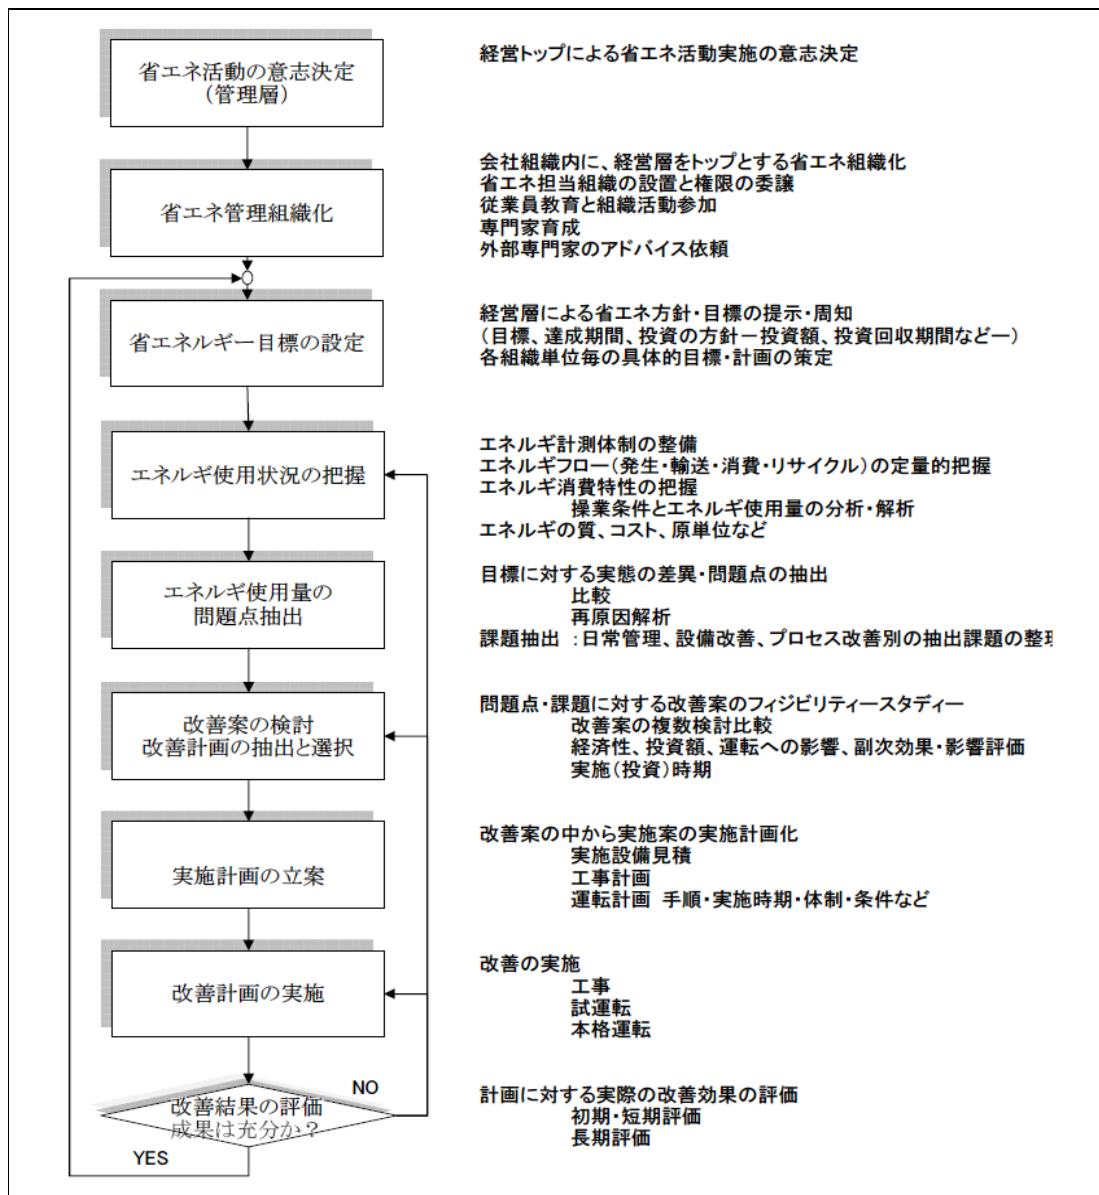 省エネ活動の意志決定
（管理層）
経営トップによる省エネ活動実施の意志決定
省エネ管理組織化
会社組織内に、経営層をトップとする省エネ組織化
省エネ担当組織の設置と権限の委譲
従業員教育と組織活動参加
専門家育成
外部専門家のアドバイス依頼
省エネルギー目標の設定
経営層による省エネ方針・目標の提示・周知
（目標、達成期間、投資の方針－投資額、投資回収期間などー）
各組織単位毎の具体的目標・計画の策定
エネルギ使用状況の把握
エネルギ計測体制の整備
エネルギフロー（発生・輸送・消費・リサイクル）の定量的把握
エネルギ消費特性の把握
操業条件とエネルギ使用量の分析・解析
エネルギの質、コスト、原単位など
エネルギ使用量の
問題点抽出
目標に対する実態の差異・問題点の抽出
比較
再原因解析
課題抽出 ：日常管理、設備改善、プロセス改善別の抽出課題の整理
改善案の検討
改善計画の抽出と選択
問題点・課題に対する改善案のフィジビリティースタディー
改善案の複数検討比較
経済性、投資額、運転への影響、副次効果・影響評価
実施（投資）時期
実施計画の立案
改善案の中から実施案の実施計画化
実施設備見積
工事計画
運転計画 手順・実施時期・体制・条件など
改善計画の実施
改善の実施
工事
試運転
本格運転
改善結果の評価
成果は充分か？
NO
YES
計画に対する実際の改善効果の評価
初期・短期評価
長期評価